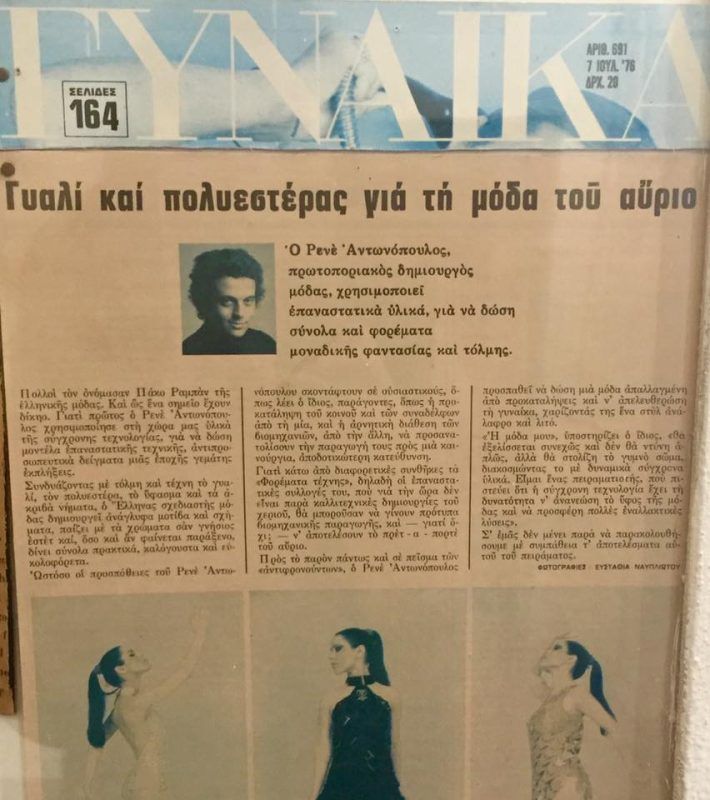 ΓΥΝΑΙΚΑ
ΑΡΙΘ. 691
7 ΙΟΥΛ. '76
ΔΡΧ. 20
ΣΕΛΙΔΕΣ
164
Γυαλί καί πολυεστέρας γιά τή μόδα τοῦ αὔριο
Ὁ Ρενὲ Ἀντωνόπουλος,
πρωτοποριακὸς δημιουργὸς
μόδας, χρησιμοποιεῖ
ἐπαναστατικὰ ὑλικά, γιὰ νὰ δώση
σύνολα καὶ φορέματα
μοναδικῆς φαντασίας καὶ τόλμης.
Πολλοὶ τὸν ὀνόμασαν Πάκο Ραμπὰν τῆς
ἑλληνικῆς μόδας. Καὶ ὣς ἕνα σημεῖο ἔχουν
δίκηο. Γιατὶ πρῶτος ὁ Ρενὲ Ἀντωνόπου-
λος χρησιμοποίησε στὴ χώρα μας ὑλικὰ
τῆς σύγχρονης τεχνολογίας, γιὰ νὰ δώση
μοντέλα ἐπαναστατικῆς τεχνικῆς, ἀντιπρο-
σωπευτικὰ δείγματα μιᾶς ἐποχῆς γεμάτης
ἐκπλήξεις.
Συνδυάζοντας μὲ τόλμη καὶ τέχνη τὸ γυα-
λί, τὸν πολυεστέρα, τὸ ὕφασμα καὶ τὰ ἀ-
κριβὰ νήματα, ὁ Ἕλληνας σχεδιαστὴς μό-
δας δημιουργεῖ ἀνάγλυφα μοτίβα καὶ σχή-
ματα, παίζει μὲ τὰ χρώματα σὰν γνήσιος
ἐστὲτ καί, ὅσο καὶ ἂν φαίνεται παράξενο,
δίνει σύνολα πρακτικά, καλόγουστα καὶ εὐ-
κολοφόρετα.
Ὡστόσο οἱ προσπάθειες τοῦ Ρενὲ Ἀντω-
νόπουλου σκοντάφτουν σὲ οὐσιαστικούς, ὅ-
πως λέει ὁ ἴδιος, παράγοντες, ὅπως ἡ προ-
κατάληψη τοῦ κοινοῦ καὶ τῶν συναδέλφων
ἀπὸ τὴ μία, καὶ ἡ ἀρνητικὴ διάθεση τῶν
βιομηχανιῶν, ἀπὸ τὴν ἄλλη, νὰ προσανα-
τολίσουν τὴν παραγωγή τους πρὸς μιὰ και-
νούργια, ἀποδοτικώτερη κατεύθυνση.
Γιατὶ κάτω ἀπὸ διαφορετικὲς συνθῆκες τὰ
«Φορέματα τέχνης», δηλαδὴ οἱ ἐπαναστα-
τικὲς συλλογές του, ποὺ γιὰ τὴν ὥρα δὲν
εἶναι παρὰ καλλιτεχνικὲς δημιουργίες τοῦ
χεριοῦ, θὰ μποροῦσαν νὰ γίνουν πρότυπα
βιομηχανικῆς παραγωγῆς, καὶ — γιατὶ ὄ-
χι; — ν' ἀποτελέσουν τὸ πρὲτ - α - πορτὲ
τοῦ αὔριο.
Πρὸς τὸ παρὸν πάντως καὶ σὲ πεῖσμα τῶν
«ἀντιφρονούντων», ὁ Ρενὲ Ἀντωνόπουλος
προσπαθεῖ νὰ δώση μιὰ μόδα ἀπαλλαγμένη
ἀπὸ προκαταλήψεις καὶ ν' ἀπελευθερώση
τὴ γυναίκα, χαρίζοντάς της ἕνα στὺλ ἀνά-
λαφρο καὶ λιτό.
«Ἡ μόδα μου», ὑποστηρίζει ὁ ἴδιος, «θὰ
ἐξελίσσεται συνεχῶς καὶ δὲν θὰ ντύνη ἁ-
πλῶς, ἀλλὰ θὰ στολίζη τὸ γυμνὸ σῶμα,
διακοσμώντας το μὲ δυναμικὰ σύγχρονα
ὑλικά. Εἶμαι ἕνας πειραματιστής, ποὺ πι-
στεύει ὅτι ἡ σύγχρονη τεχνολογία ἔχει τὴ
δυνατότητα ν' ἀνανεώση τὸ ὕφος τῆς μό-
δας καὶ νὰ προσφέρη πολλὲς ἐναλλακτικὲς
λύσεις».
Σ' ἐμᾶς δὲν μένει παρὰ νὰ παρακολουθή-
σουμε μὲ συμπάθεια τ' ἀποτελέσματα αὐ-
τοῦ τοῦ πειράματος.
ΦΩΤΟΓΡΑΦΙΕΣ: ΕΥΣΤΑΘΙΑ ΝΑΥΠΛΙΩΤΟΥ